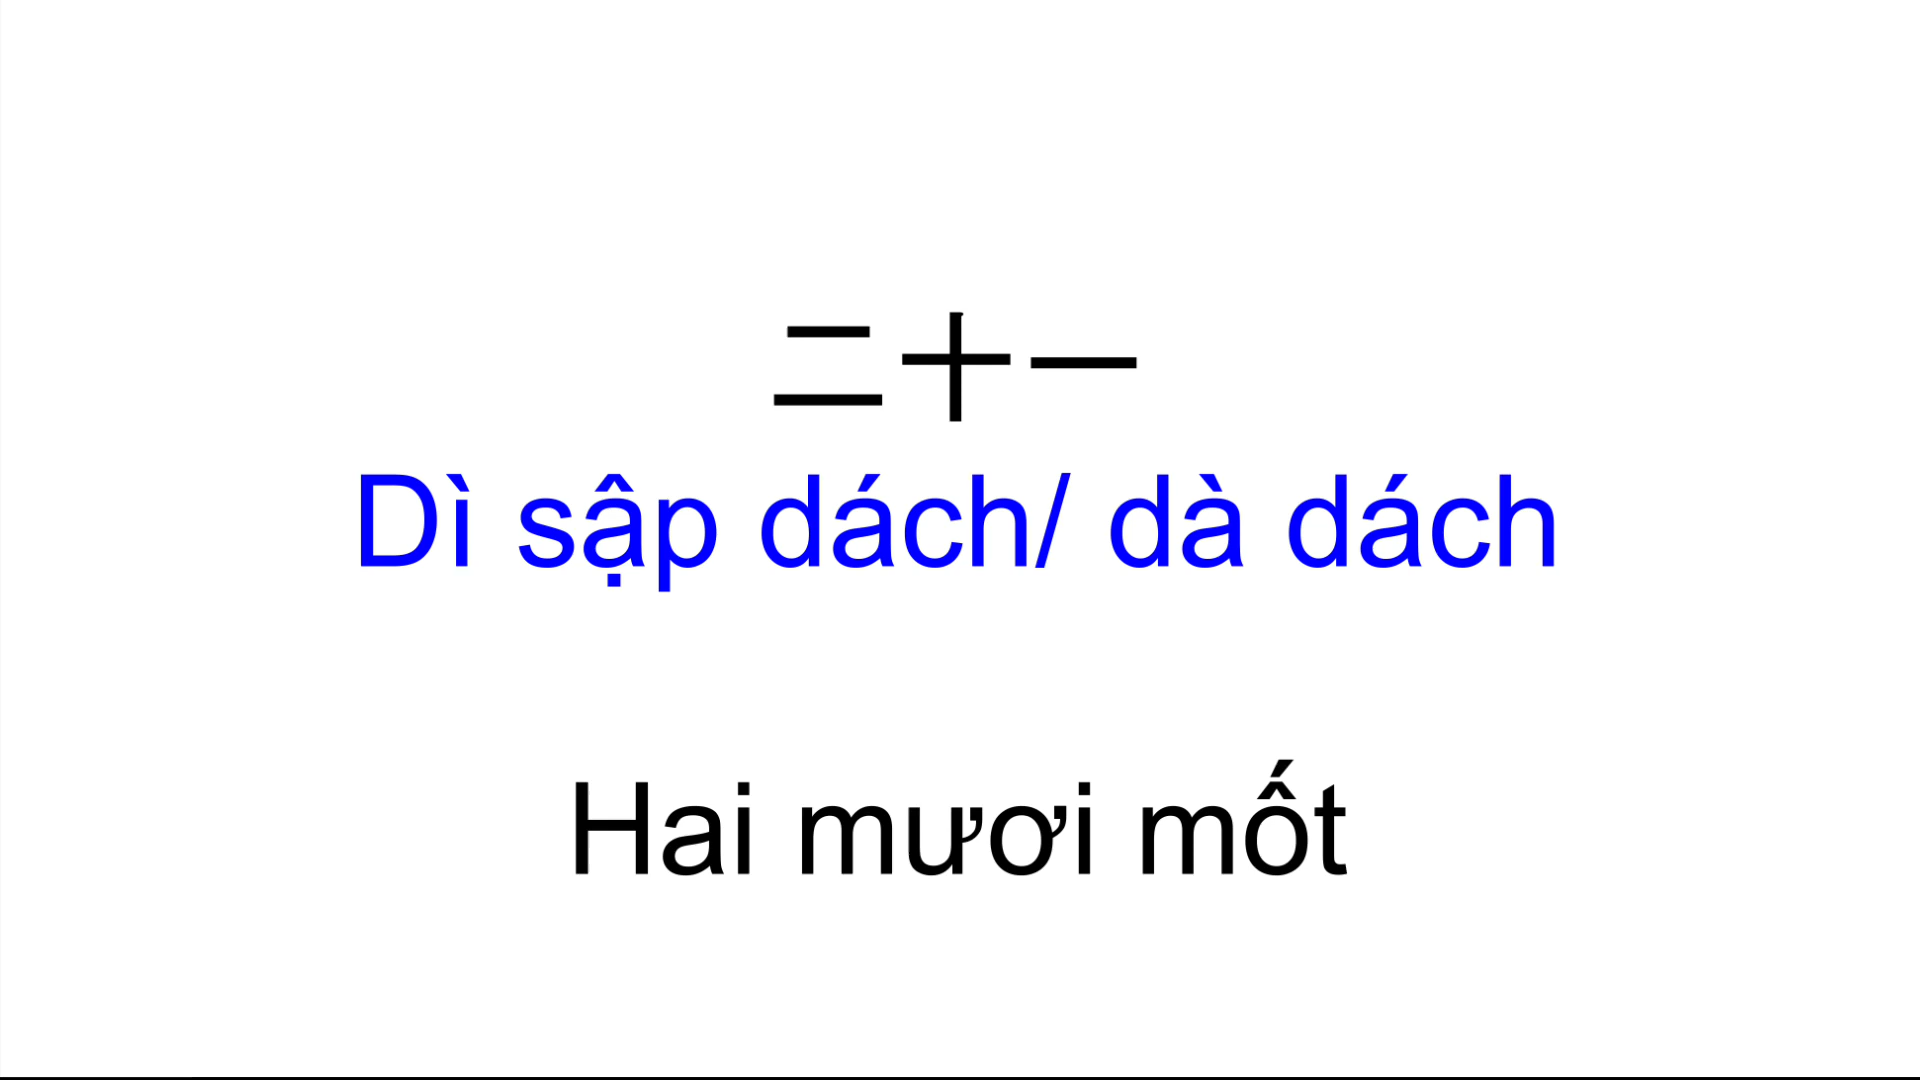 二十一
Dì sập dách/ dà dách
Hai mươi mốt